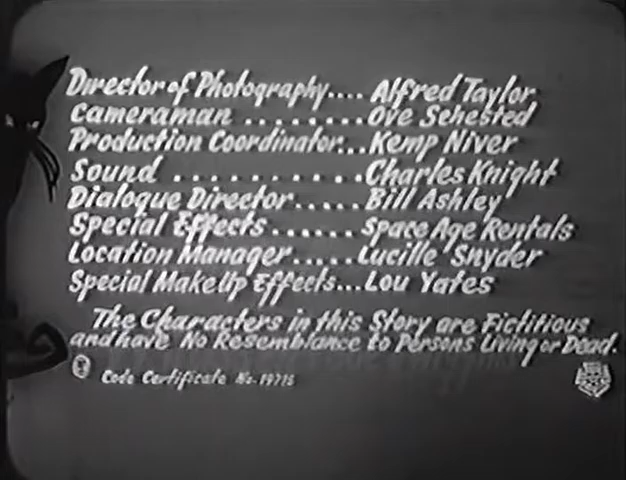 Director of Photography.... Alfred Taylor
Cameraman ........ Ove Sehested
Production Coordinator... Kemp Niver
Sound .......... Charles Knight
Dialogue Director...... Bill Ashley
Special Effects ....... Space Age Rentals
Location Manager..... Lucille Snyder
Special MakeUp Effects... Lou Yates
The Characters in this Story are Fictitious
and have No Resemblance to Persons Living or Dead.
Code Certificate No. 19715